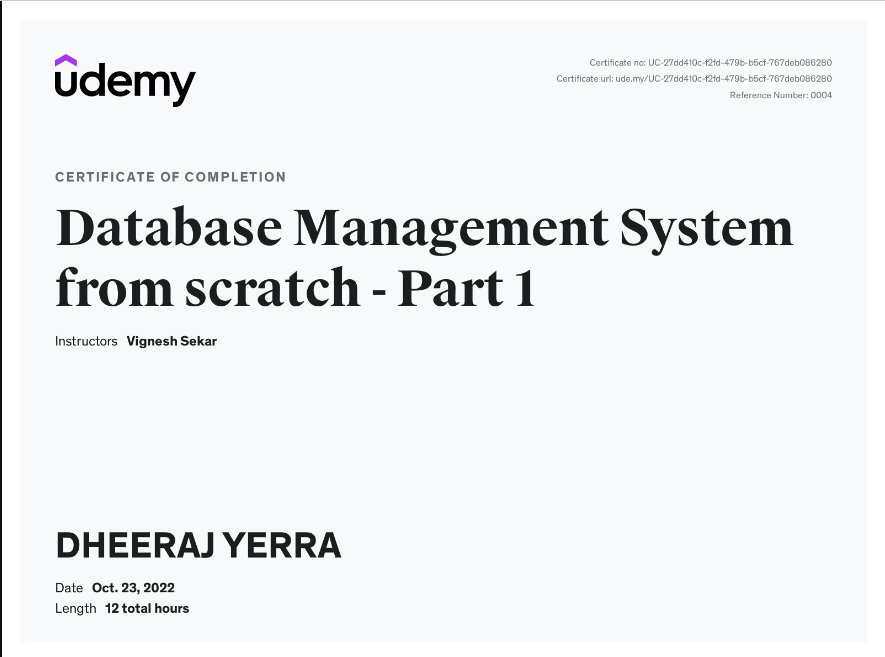 udemy
Certificate no: UC-27dd410c-f2fd-479b-b5cf-767deb086280
Certificate url: ude.my/UC-27dd410c-f2fd-479b-b5cf-767deb086280
Reference Number: 0004
CERTIFICATE OF COMPLETION
Database Management System
from scratch - Part 1
Instructors Vignesh Sekar
DHEERAJ YERRA
Date Oct. 23, 2022
Length 12 total hours